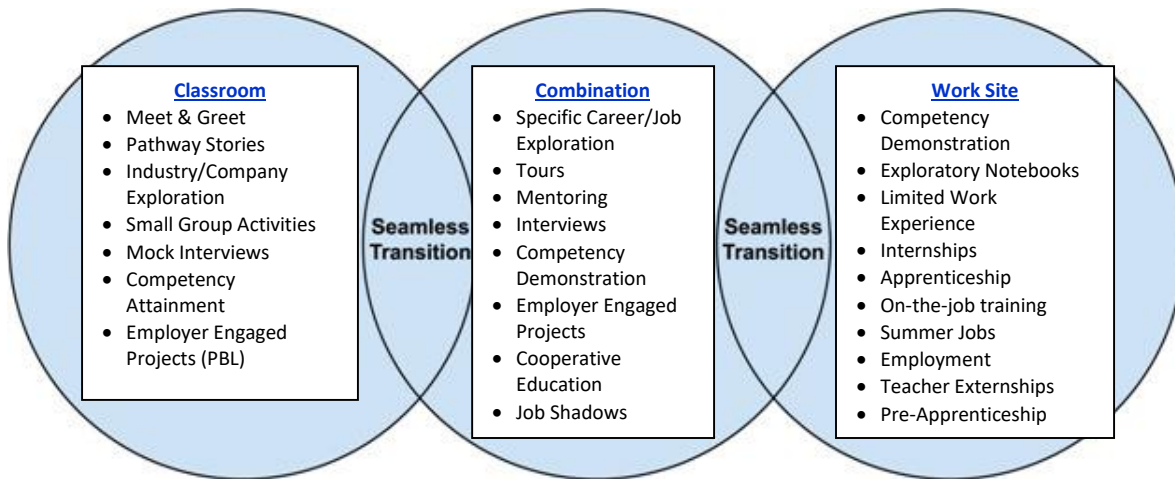 Classroom
• Meet & Greet
• Pathway Stories
• Industry/Company
Exploration
• Small Group Activities
• Mock Interviews
• Competency
Attainment
• Employer Engaged
Projects (PBL)
Seamless
Transition
Combination
• Specific Career/Job
Exploration
• Tours
• Mentoring
• Interviews
• Competency
Demonstration
• Employer Engaged
Projects
• Cooperative
Education
• Job Shadows
Seamless
Transition
Work Site
• Competency
Demonstration
• Exploratory Notebooks
• Limited Work
Experience
• Internships
• Apprenticeship
• On-the-job training
• Summer Jobs
• Employment
• Teacher Externships
• Pre-Apprenticeship